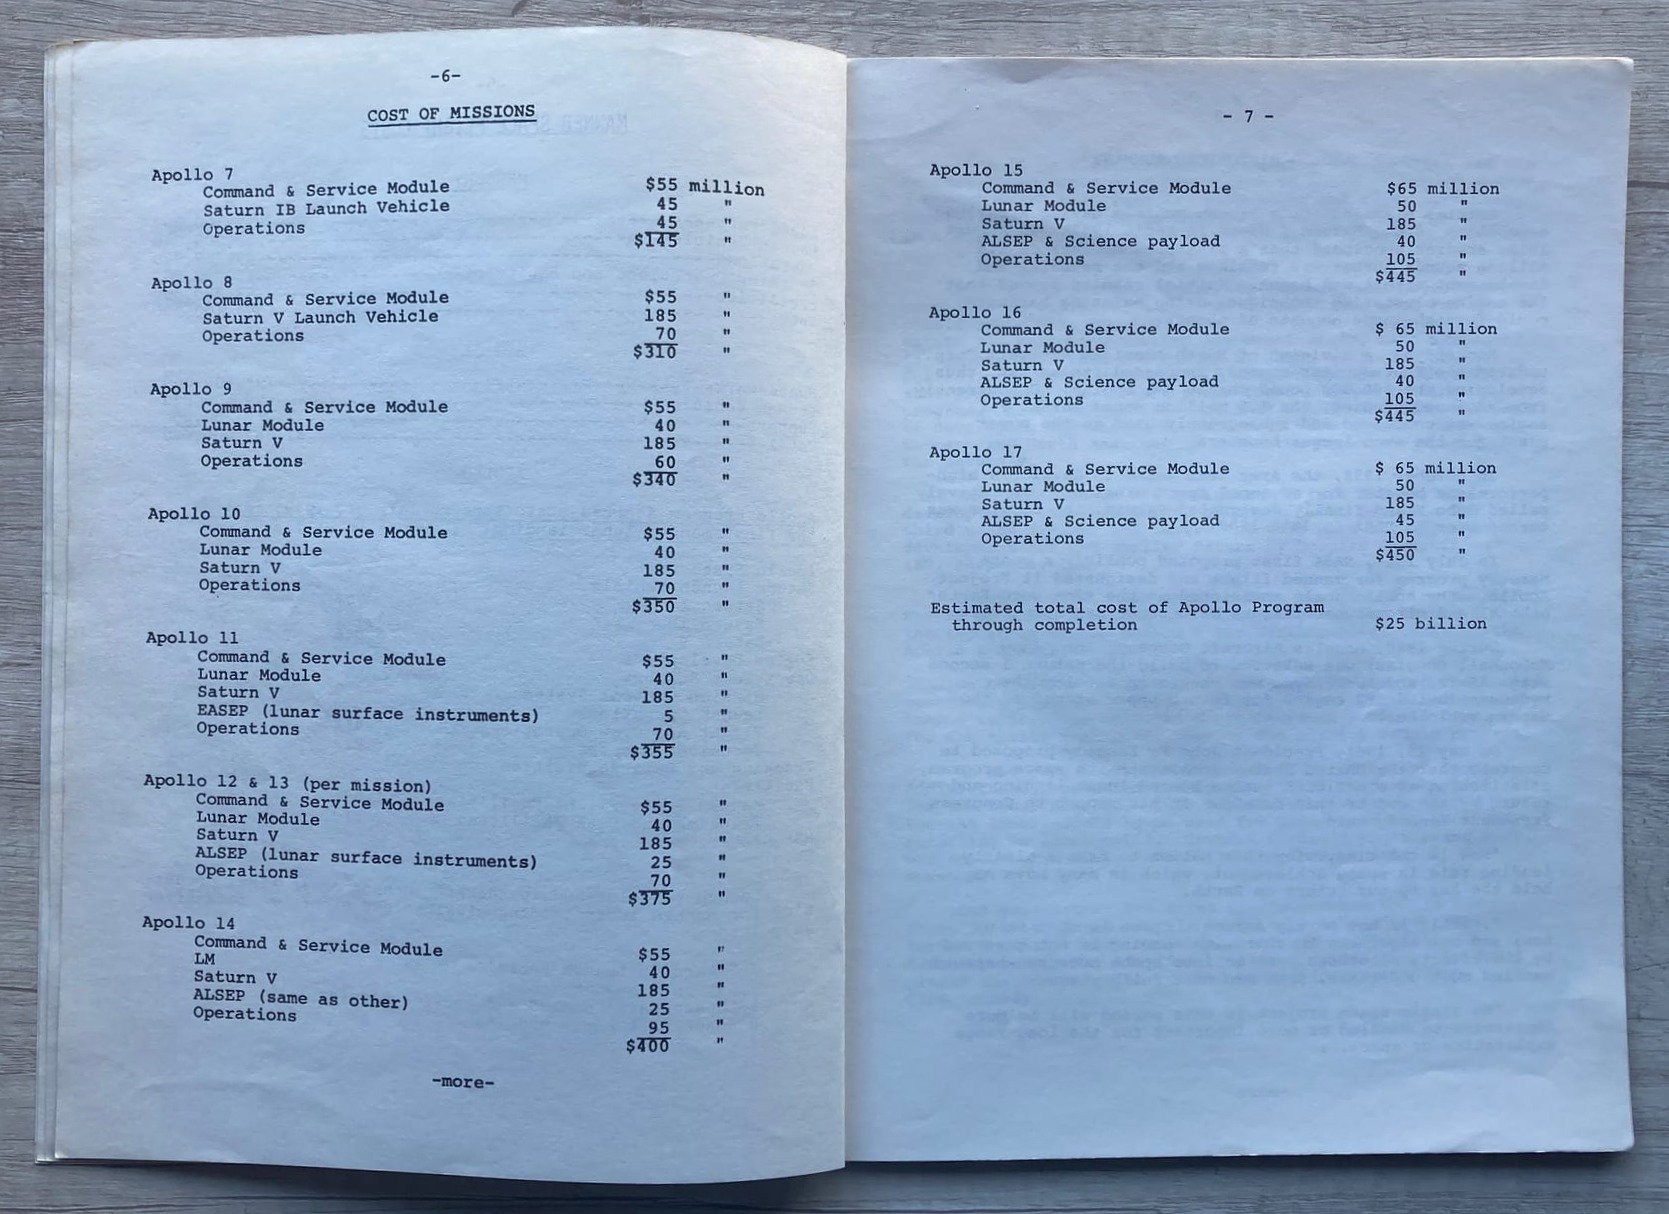 -6-
COST OF MISSIONS
Apollo 7
Command & Service Module $55 million
Saturn IB Launch Vehicle 45 "
Operations 45 "
$145 "
Apollo 8
Command & Service Module $55 "
Saturn V Launch Vehicle 185 "
Operations 70 "
$310 "
Apollo 9
Command & Service Module $55 "
Lunar Module 40 "
Saturn V 185 "
Operations 60 "
$340 "
Apollo 10
Command & Service Module $55 "
Lunar Module 40 "
Saturn V 185 "
Operations 70 "
$350 "
Apollo 11
Command & Service Module $55 "
Lunar Module 40 "
Saturn V 185 "
EASEP (lunar surface instruments) 5 "
Operations 70 "
$355 "
Apollo 12 & 13 (per mission)
Command & Service Module $55 "
Lunar Module 40 "
Saturn V 185 "
ALSEP (lunar surface instruments) 25 "
Operations 70 "
$375 "
Apollo 14
Command & Service Module $55 "
LM 40 "
Saturn V 185 "
ALSEP (same as other) 25 "
Operations 95 "
$400 "
-more-
- 7 -
Apollo 15
Command & Service Module $65 million
Lunar Module 50 "
Saturn V 185 "
ALSEP & Science payload 40 "
Operations 105 "
$445 "
Apollo 16
Command & Service Module $ 65 million
Lunar Module 50 "
Saturn V 185 "
ALSEP & Science payload 40 "
Operations 105 "
$445 "
Apollo 17
Command & Service Module $ 65 million
Lunar Module 50 "
Saturn V 185 "
ALSEP & Science payload 45 "
Operations 105 "
$450 "
Estimated total cost of Apollo Program
through completion $25 billion